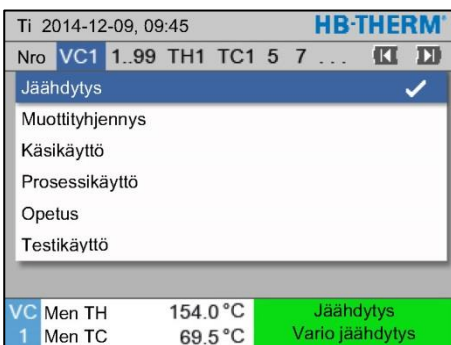 Ti 2014-12-09, 09:45 HB-THERM®
Nro VC1 1..99 TH1 TC1 5 7 ...
Jäähdytys
Muottityhjennys
Käsikäyttö
Prosessikäyttö
Opetus
Testikäyttö
VC Men TH 154.0 °C Jäähdytys
1 Men TC 69.5 °C Vario jäähdytys